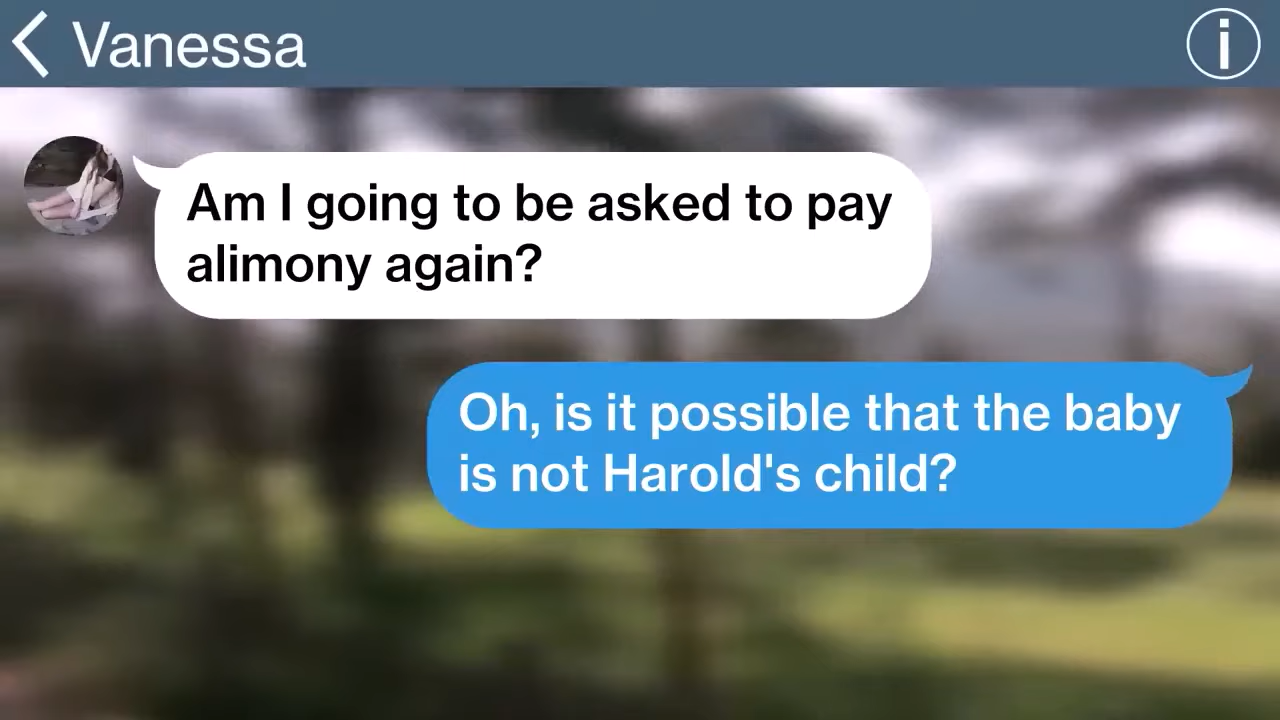 Vanessa
Am I going to be asked to pay
alimony again?
Oh, is it possible that the baby
is not Harold's child?